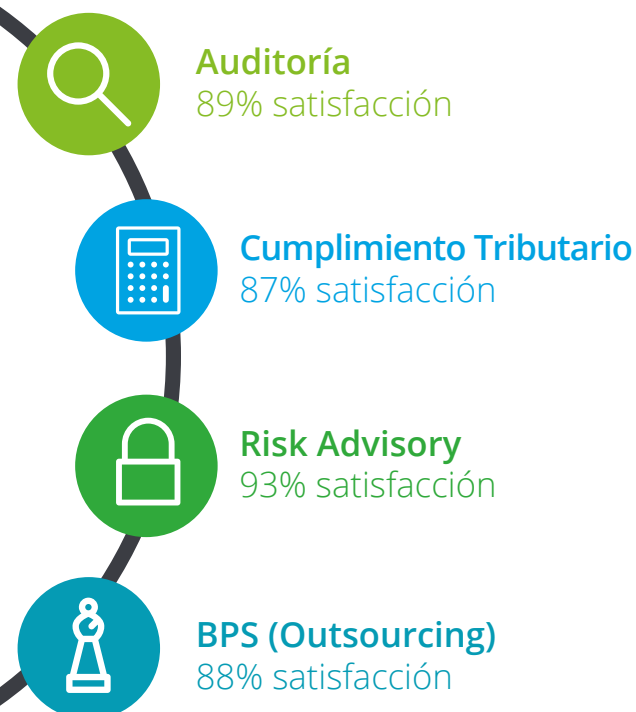 Auditoría
89% satisfacción
Cumplimiento Tributario
87% satisfacción
Risk Advisory
93% satisfacción
BPS (Outsourcing)
88% satisfacción